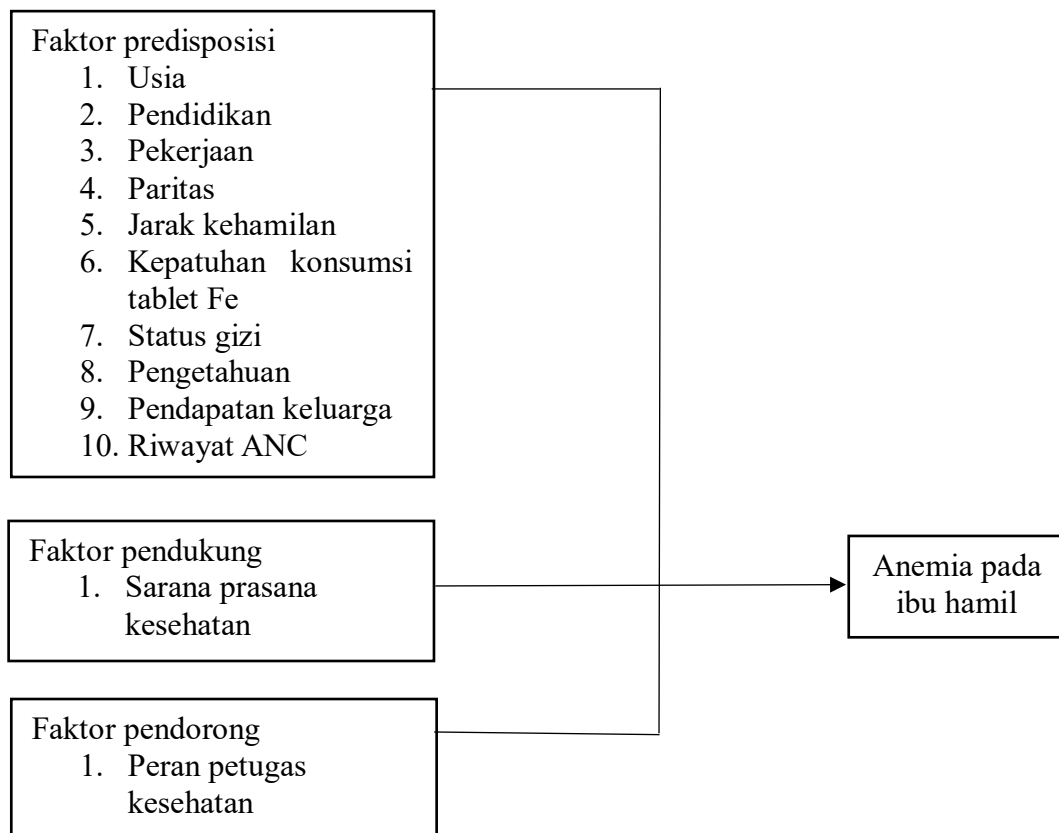 Faktor predisposisi
1. Usia
2. Pendidikan
3. Pekerjaan
4. Paritas
5. Jarak kehamilan
6. Kepatuhan konsumsi
tablet Fe
7. Status gizi
8. Pengetahuan
9. Pendapatan keluarga
10. Riwayat ANC
Faktor pendukung
1. Sarana prasana
kesehatan
Anemia pada
ibu hamil
Faktor pendorong
1. Peran petugas
kesehatan